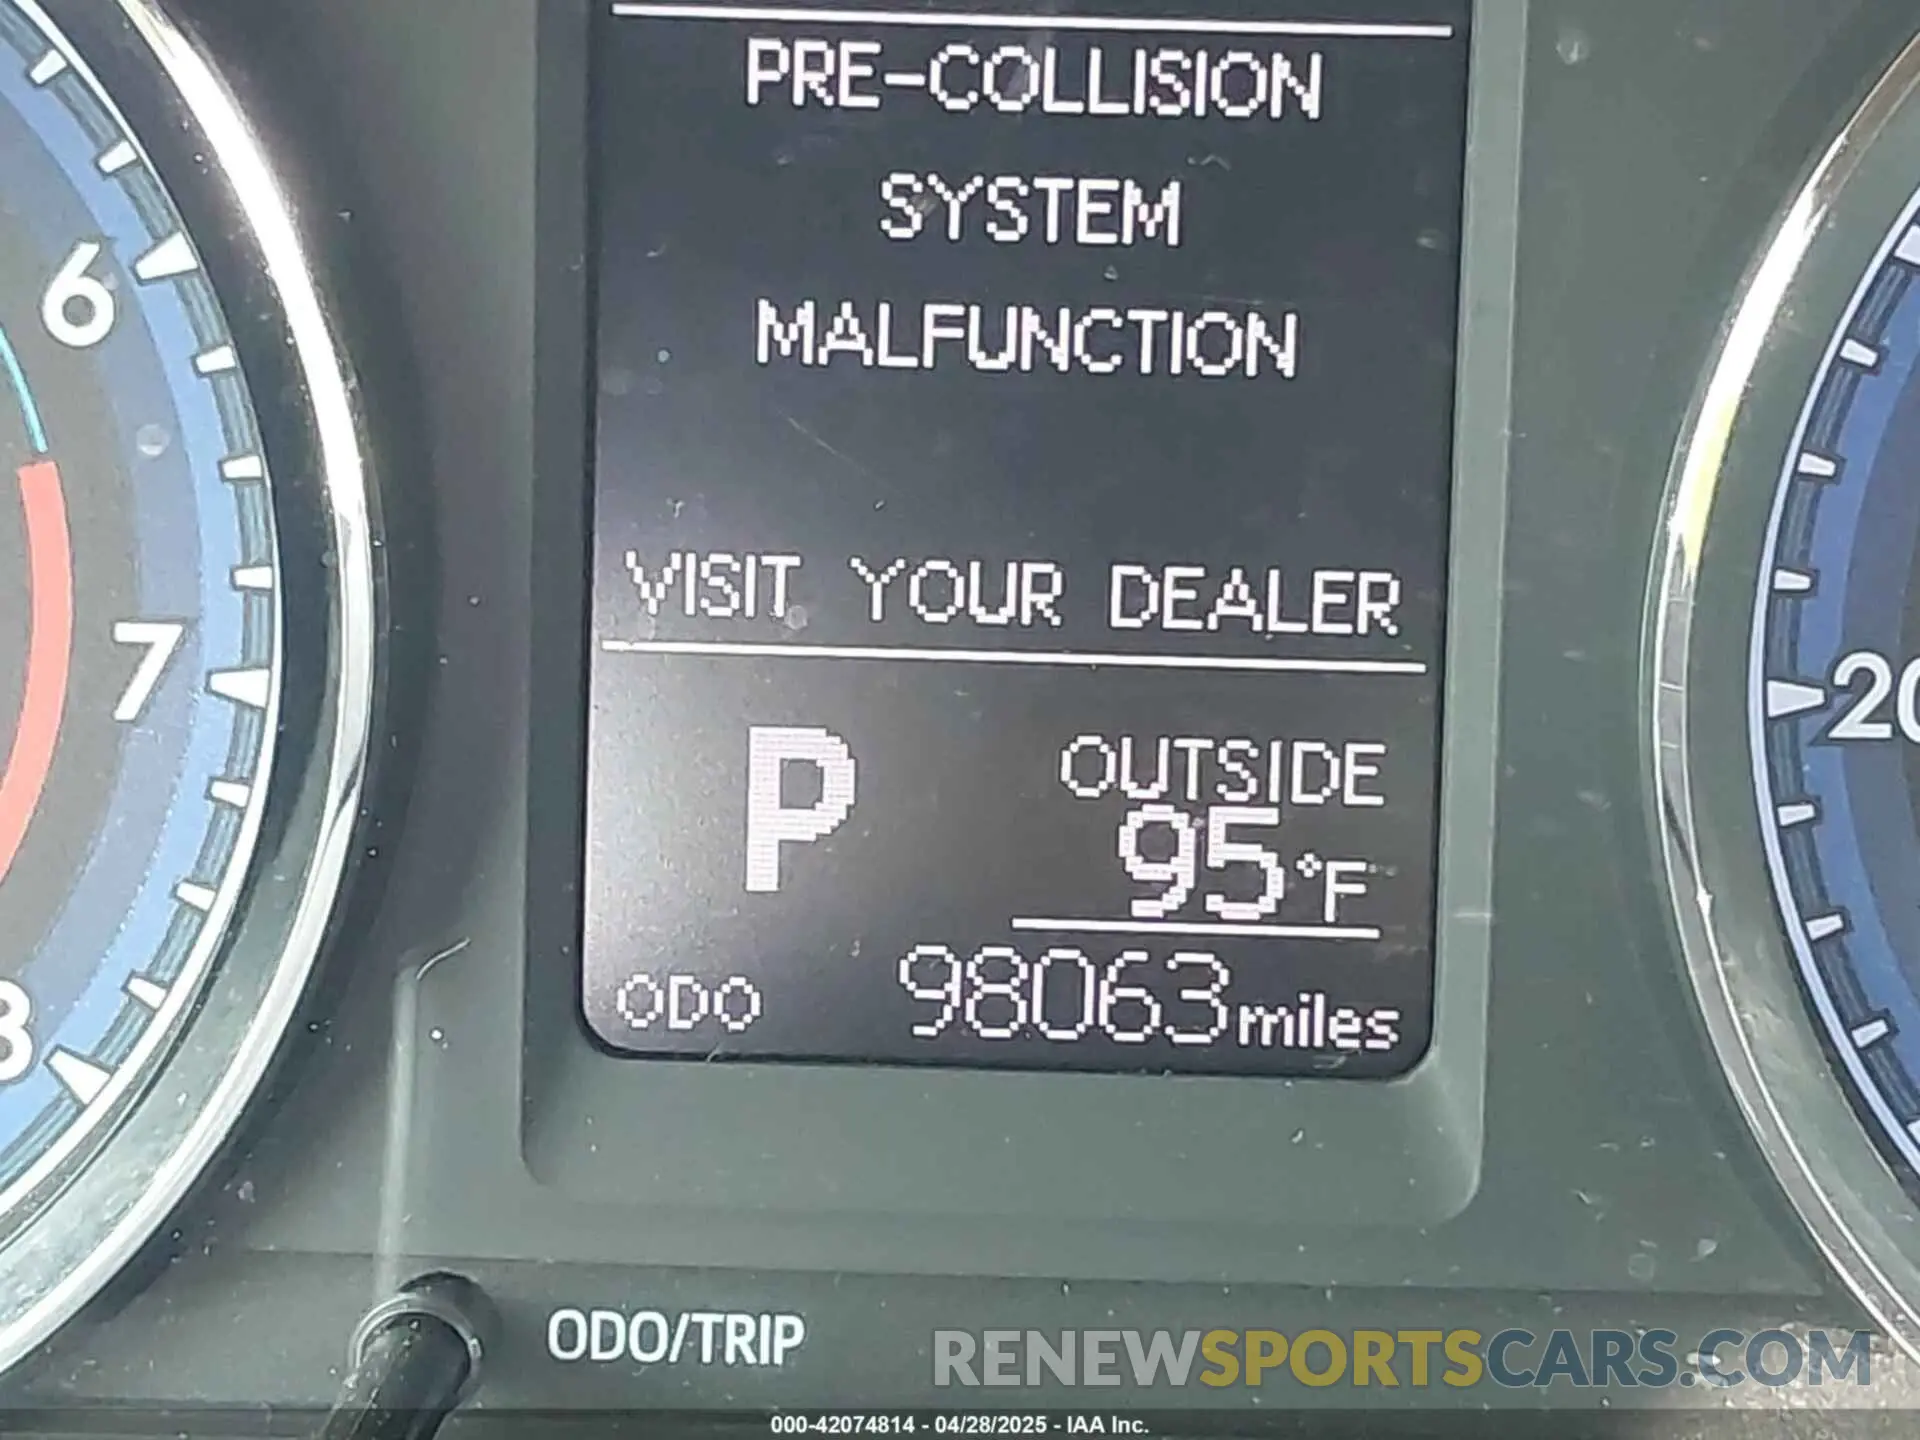 PRE-COLLISION
SYSTEM
MALFUNCTION
VISIT YOUR DEALER
P
OUTSIDE
95°F
ODO 98063 miles
6
7
8
20
ODO/TRIP
RENEWSPORTSCARS.COM
000-42074814 - 04/28/2025 - IAA Inc.